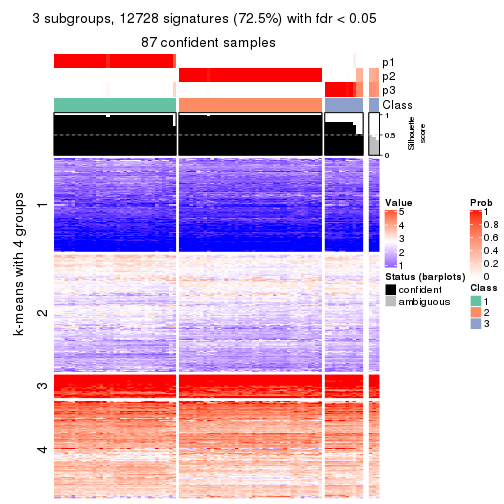 3 subgroups, 12728 signatures (72.5%) with fdr < 0.05
87 confident samples
p1
p2
p3
Class
1
0.5
0
Silhouette
score
k-means with 4 groups
1
2
3
4
Value
5
4
3
2
1
Status (barplots)
confident
ambiguous
Prob
1
0.8
0.6
0.4
0.2
0
Class
1
2
3